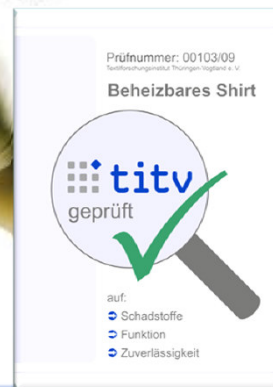 Prüfnummer: 00103/09
Textilforschungsinstitut Thüringen-Vogtland e. V.
Beheizbares Shirt
titv
geprüft
auf:
Schadstoffe
Funktion
Zuverlässigkeit